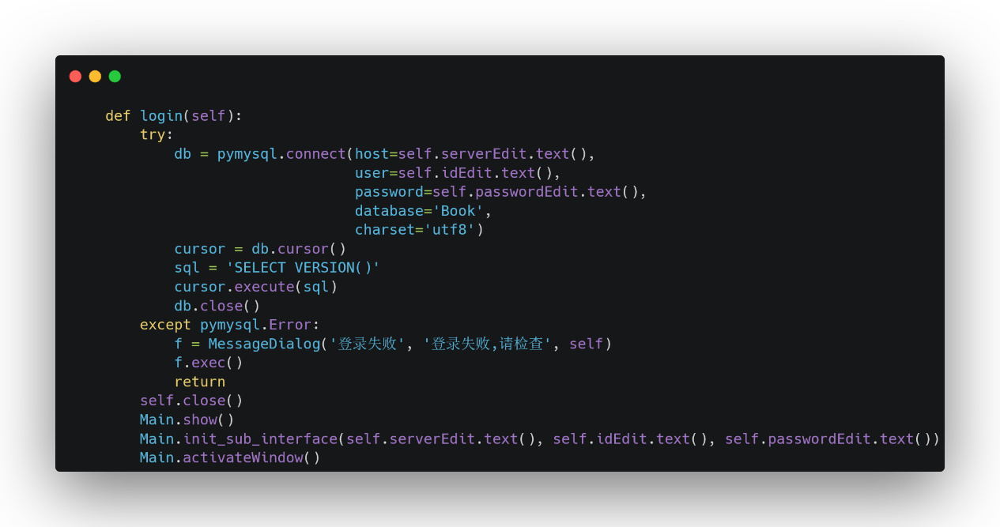 def login(self):
    try:
        db = pymysql.connect(host=self.serverEdit.text(),
                             user=self.idEdit.text(),
                             password=self.passwordEdit.text(),
                             database='Book',
                             charset='utf8')
        cursor = db.cursor()
        sql = 'SELECT VERSION()'
        cursor.execute(sql)
        db.close()
    except pymysql.Error:
        f = MessageDialog('登录失败', '登录失败,请检查', self)
        f.exec()
        return
    self.close()
    Main.show()
    Main.init_sub_interface(self.serverEdit.text(), self.idEdit.text(), self.passwordEdit.text())
    Main.activateWindow()